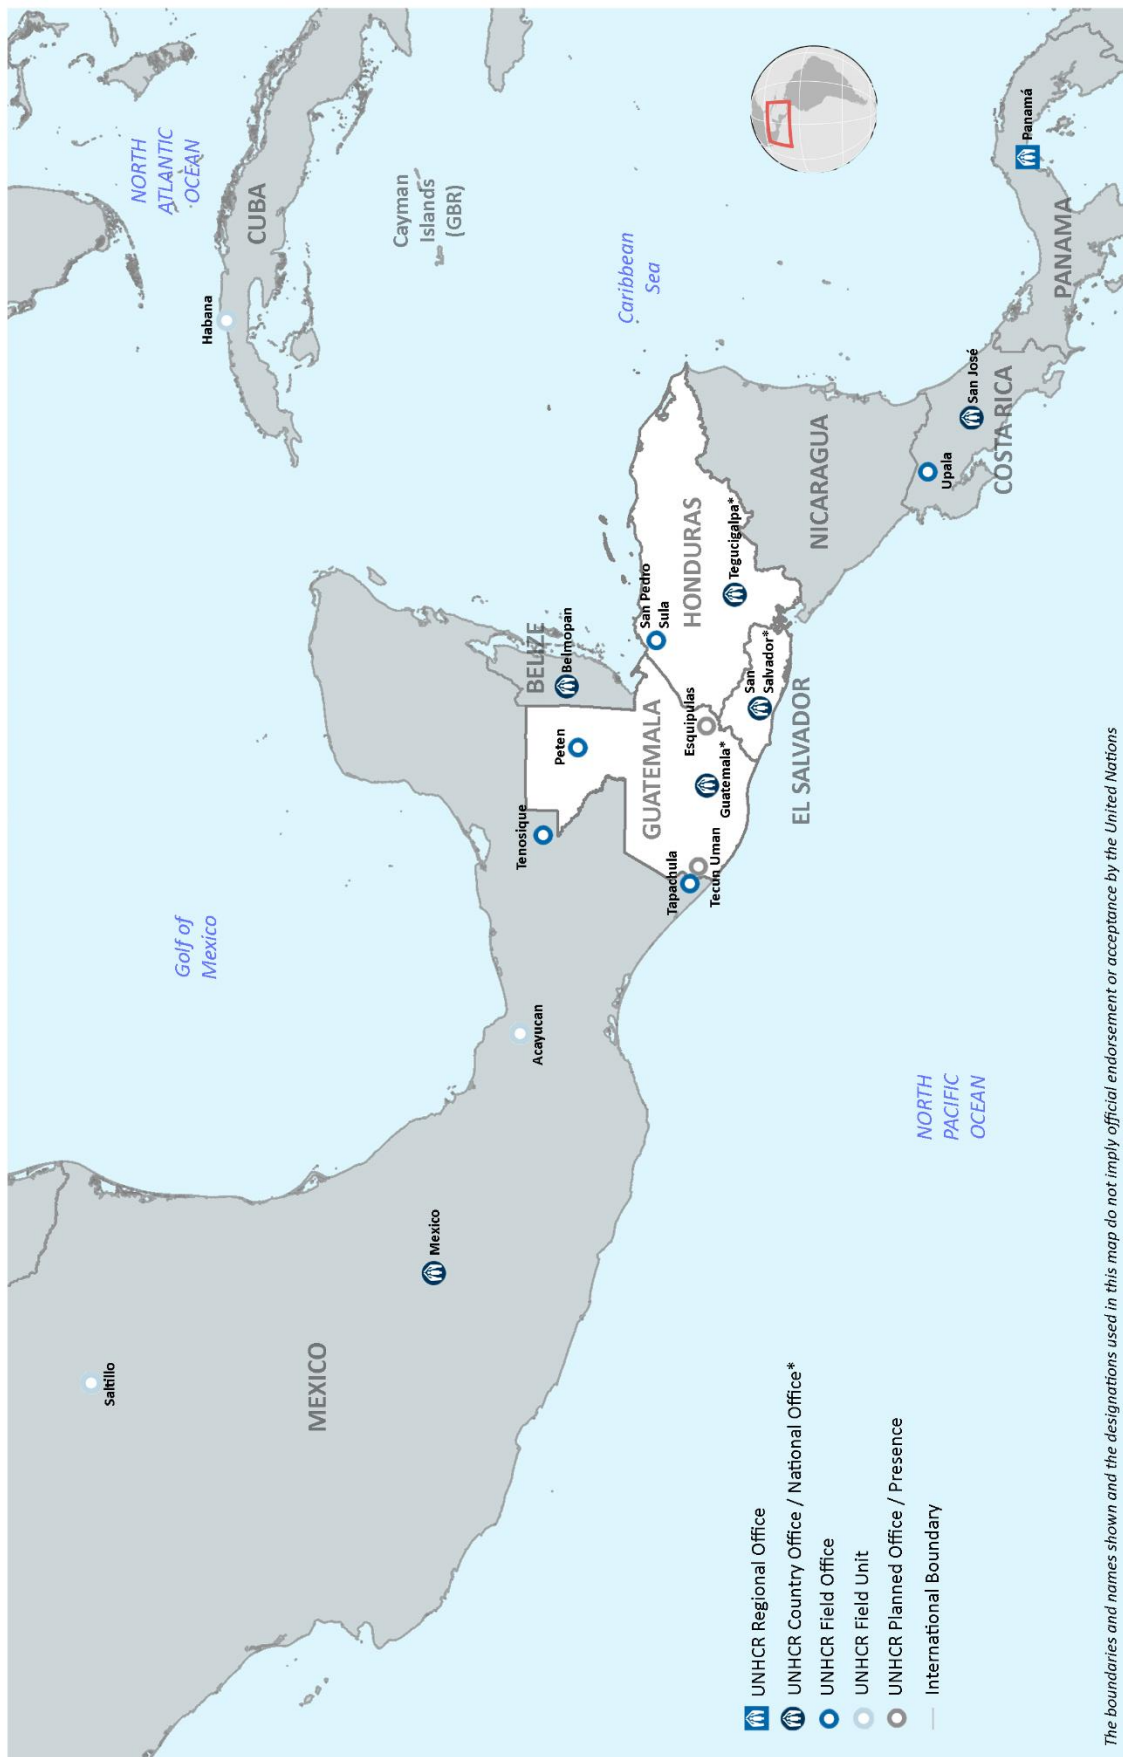 NORTH
ATLANTIC
OCEAN
Habana
CUBA
Cayman
Islands
(GBR)
Golf of
Mexico
Caribbean
Sea
Saltillo
MEXICO
Mexico
Acayucan
Tenosique
Peten
BELIZE
Belmopan
Tapachula
Tecun Uman
GUATEMALA
Guatemala*
Esquipulas
San Pedro
Sula
HONDURAS
Tegucigalpa*
San
Salvador*
EL SALVADOR
NICARAGUA
Upala
San José
COSTA RICA
PANAMA
Panamá
NORTH
PACIFIC
OCEAN
UNHCR Regional Office
UNHCR Country Office / National Office*
UNHCR Field Office
UNHCR Field Unit
UNHCR Planned Office / Presence
International Boundary
The boundaries and names shown and the designations used in this map do not imply official endorsement or acceptance by the United Nations